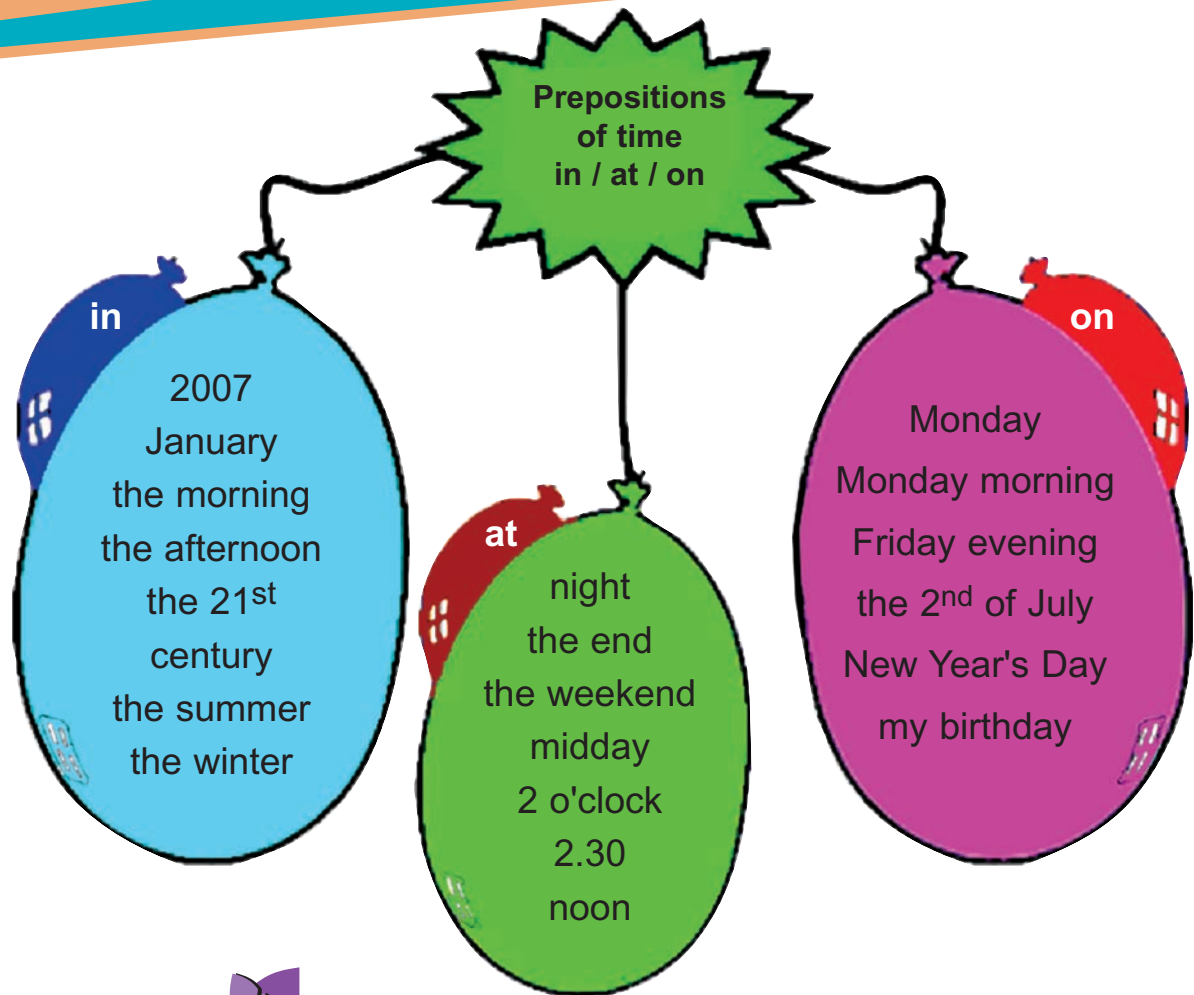 Prepositions
of time
in / at / on
in
2007
January
the morning
the afternoon
the 21st
century
the summer
the winter
at
night
the end
the weekend
midday
2 o'clock
2.30
noon
on
Monday
Monday morning
Friday evening
the 2nd of July
New Year's Day
my birthday